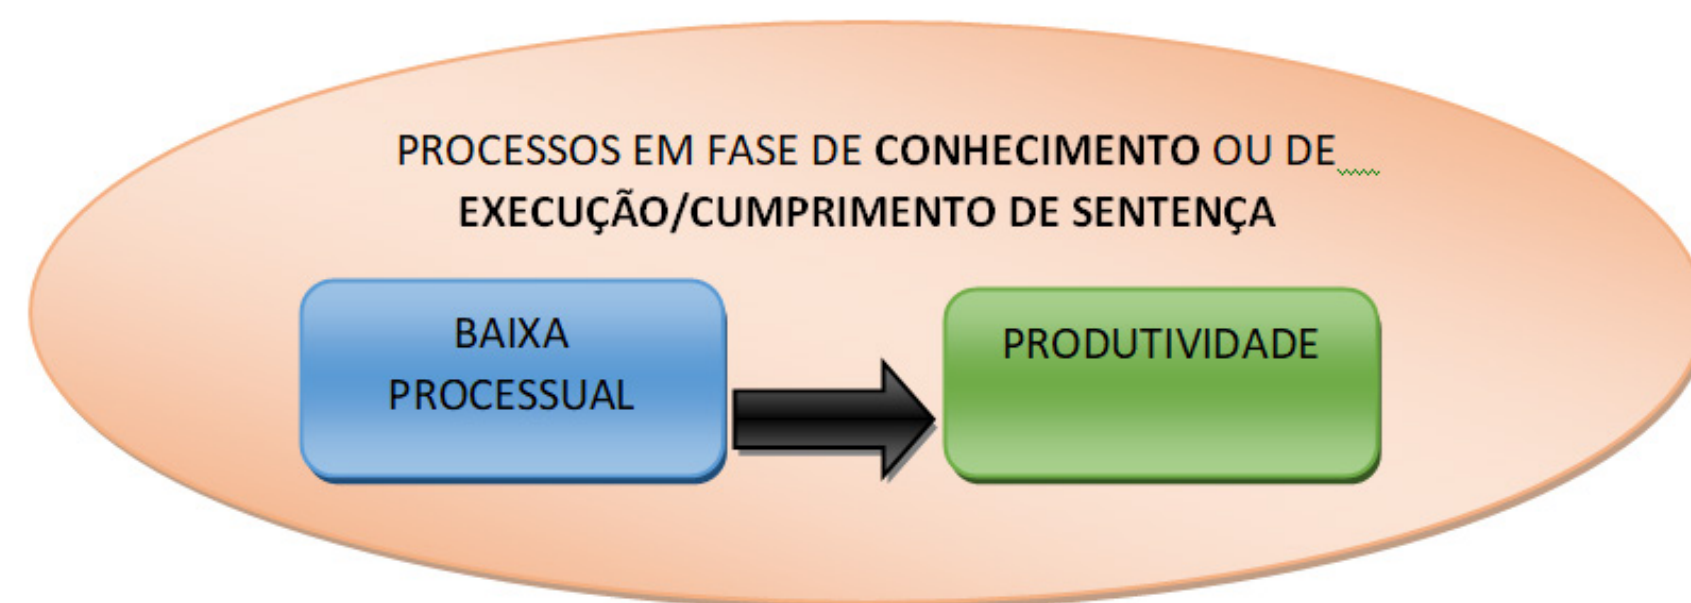 PROCESSOS EM FASE DE CONHECIMENTO OU DE
EXECUÇÃO/CUMPRIMENTO DE SENTENÇA
BAIXA
PROCESSUAL
PRODUTIVIDADE